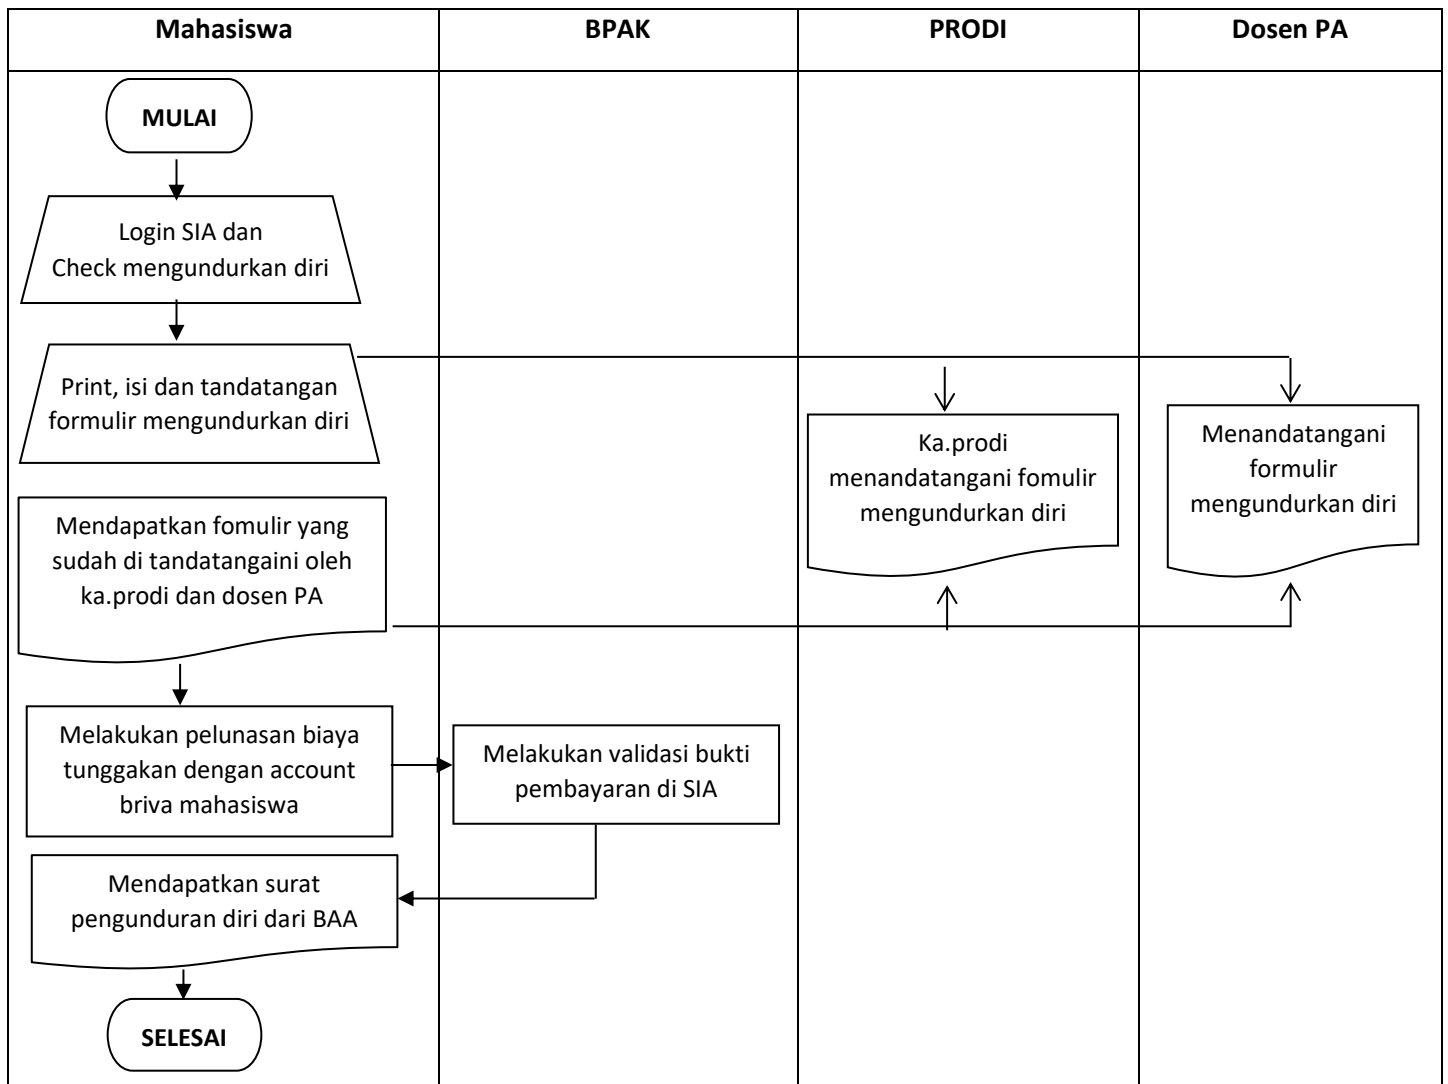 Mahasiswa
BPAK
PRODI
Dosen PA
MULAI
Login SIA dan
Check mengundurkan diri
Print, isi dan tandatangan
formulir mengundurkan diri
Ka.prodi
menandatangani fomulir
mengundurkan diri
Menandatangani
formulir
mengundurkan diri
Mendapatkan fomulir yang
sudah di tandatangaini oleh
ka.prodi dan dosen PA
Melakukan pelunasan biaya
tunggakan dengan account
briva mahasiswa
Melakukan validasi bukti
pembayaran di SIA
Mendapatkan surat
pengunduran diri dari BAA
SELESAI